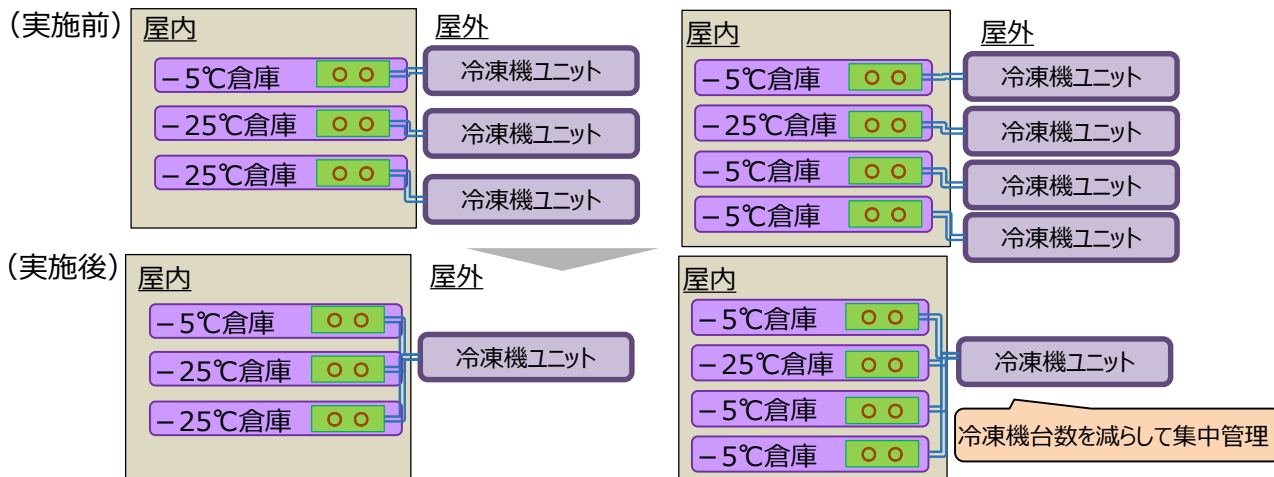 （実施前）
屋内
屋外
－5℃倉庫
冷凍機ユニット
－25℃倉庫
冷凍機ユニット
－25℃倉庫
冷凍機ユニット
屋内
屋外
－5℃倉庫
冷凍機ユニット
－25℃倉庫
冷凍機ユニット
－5℃倉庫
冷凍機ユニット
－5℃倉庫
冷凍機ユニット
（実施後）
屋内
屋外
－5℃倉庫
－25℃倉庫
冷凍機ユニット
－25℃倉庫
屋内
－5℃倉庫
－25℃倉庫
冷凍機ユニット
－5℃倉庫
－5℃倉庫
冷凍機台数を減らして集中管理